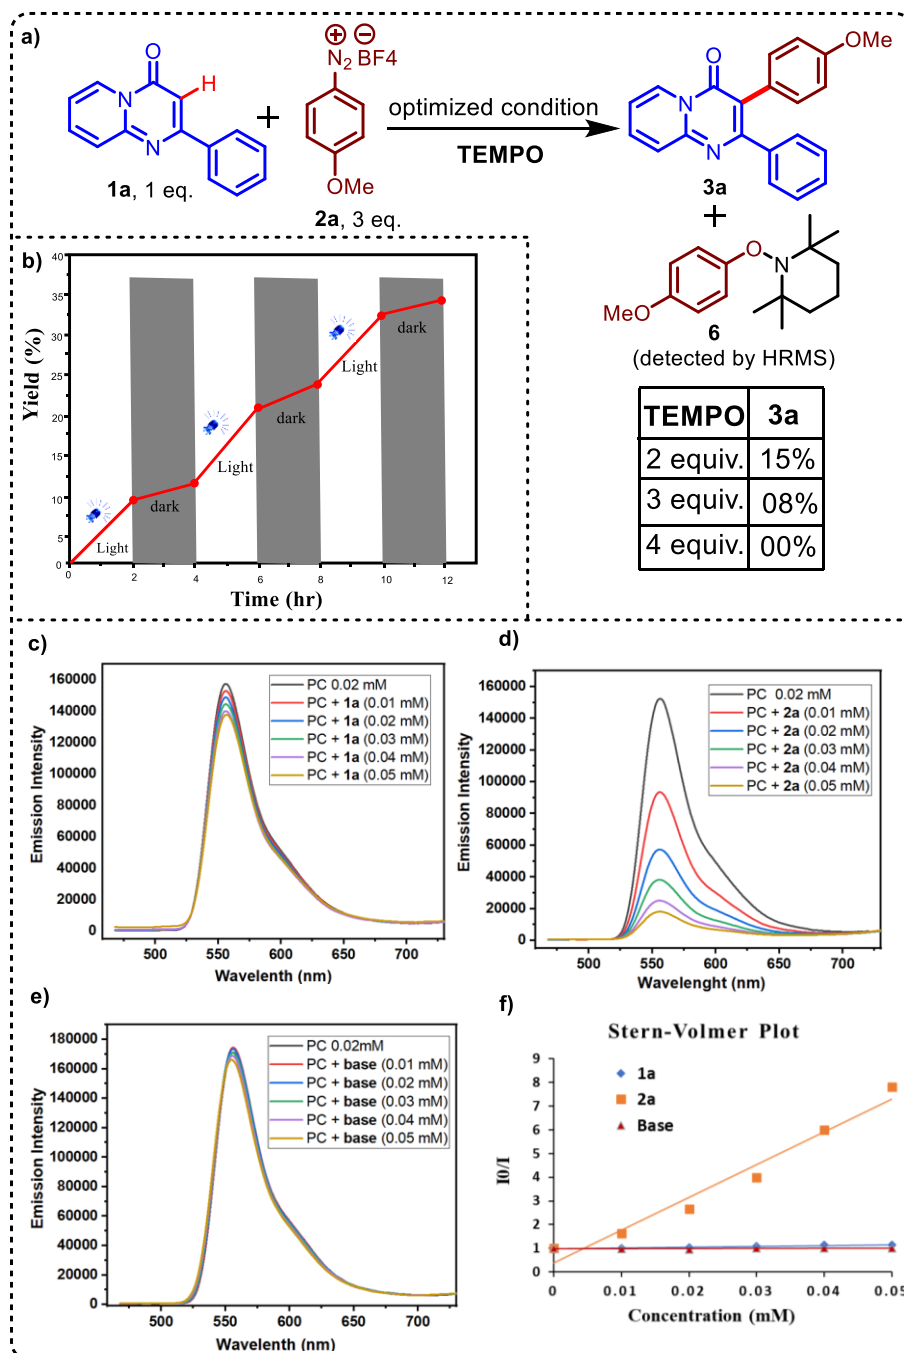 a)
N2 BF4
⊕ ⊖
O
H
N
N
1a, 1 eq.
+
OMe
2a, 3 eq.
optimized condition
TEMPO
OMe
O
N
N
3a
+
O
N
MeO
6
(detected by HRMS)
TEMPO 3a
2 equiv. 15%
3 equiv. 08%
4 equiv. 00%
b)
Yield (%)
40
35
30
25
20
15
10
5
0
Light
dark
Light
dark
Light
dark
0 2 4 6 8 10 12
Time (hr)
c)
Emission Intensity
160000
140000
120000
100000
80000
60000
40000
20000
0
PC 0.02 mM
PC + 1a (0.01 mM)
PC + 1a (0.02 mM)
PC + 1a (0.03 mM)
PC + 1a (0.04 mM)
PC + 1a (0.05 mM)
500 550 600 650 700
Wavelenth (nm)
d)
Emission Intensity
160000
140000
120000
100000
80000
60000
40000
20000
0
PC 0.02 mM
PC + 2a (0.01 mM)
PC + 2a (0.02 mM)
PC + 2a (0.03 mM)
PC + 2a (0.04 mM)
PC + 2a (0.05 mM)
500 550 600 650 700
Wavelenght (nm)
e)
Emission Intensity
180000
160000
140000
120000
100000
80000
60000
40000
20000
0
PC 0.02mM
PC + base (0.01 mM)
PC + base (0.02 mM)
PC + base (0.03 mM)
PC + base (0.04 mM)
PC + base (0.05 mM)
500 550 600 650 700
Wavelenth (nm)
f)
Stern-Volmer Plot
I0/I
9
8
7
6
5
4
3
2
1
0
1a
2a
Base
0 0.01 0.02 0.03 0.04 0.05
Concentration (mM)